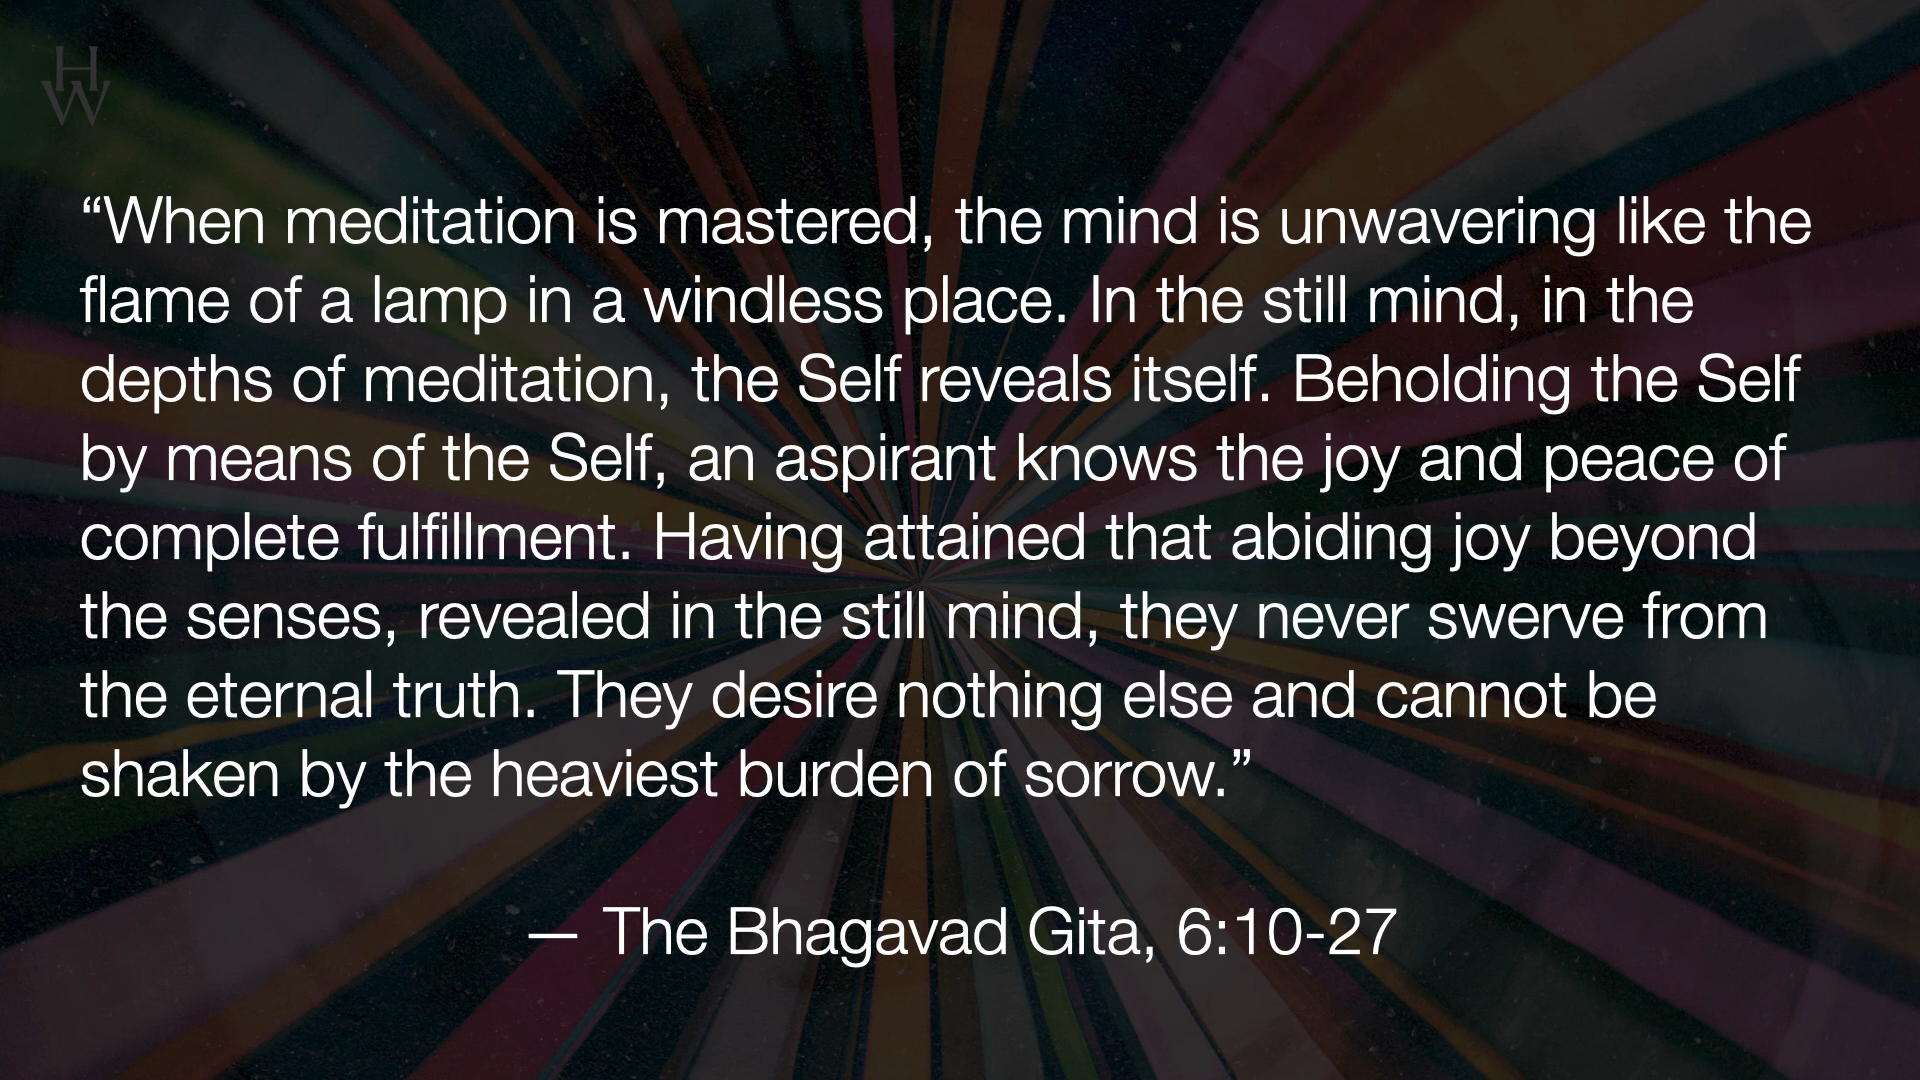 H
W
“When meditation is mastered, the mind is unwavering like the
flame of a lamp in a windless place. In the still mind, in the
depths of meditation, the Self reveals itself. Beholding the Self
by means of the Self, an aspirant knows the joy and peace of
complete fulfillment. Having attained that abiding joy beyond
the senses, revealed in the still mind, they never swerve from
the eternal truth. They desire nothing else and cannot be
shaken by the heaviest burden of sorrow.”
— The Bhagavad Gita, 6:10-27